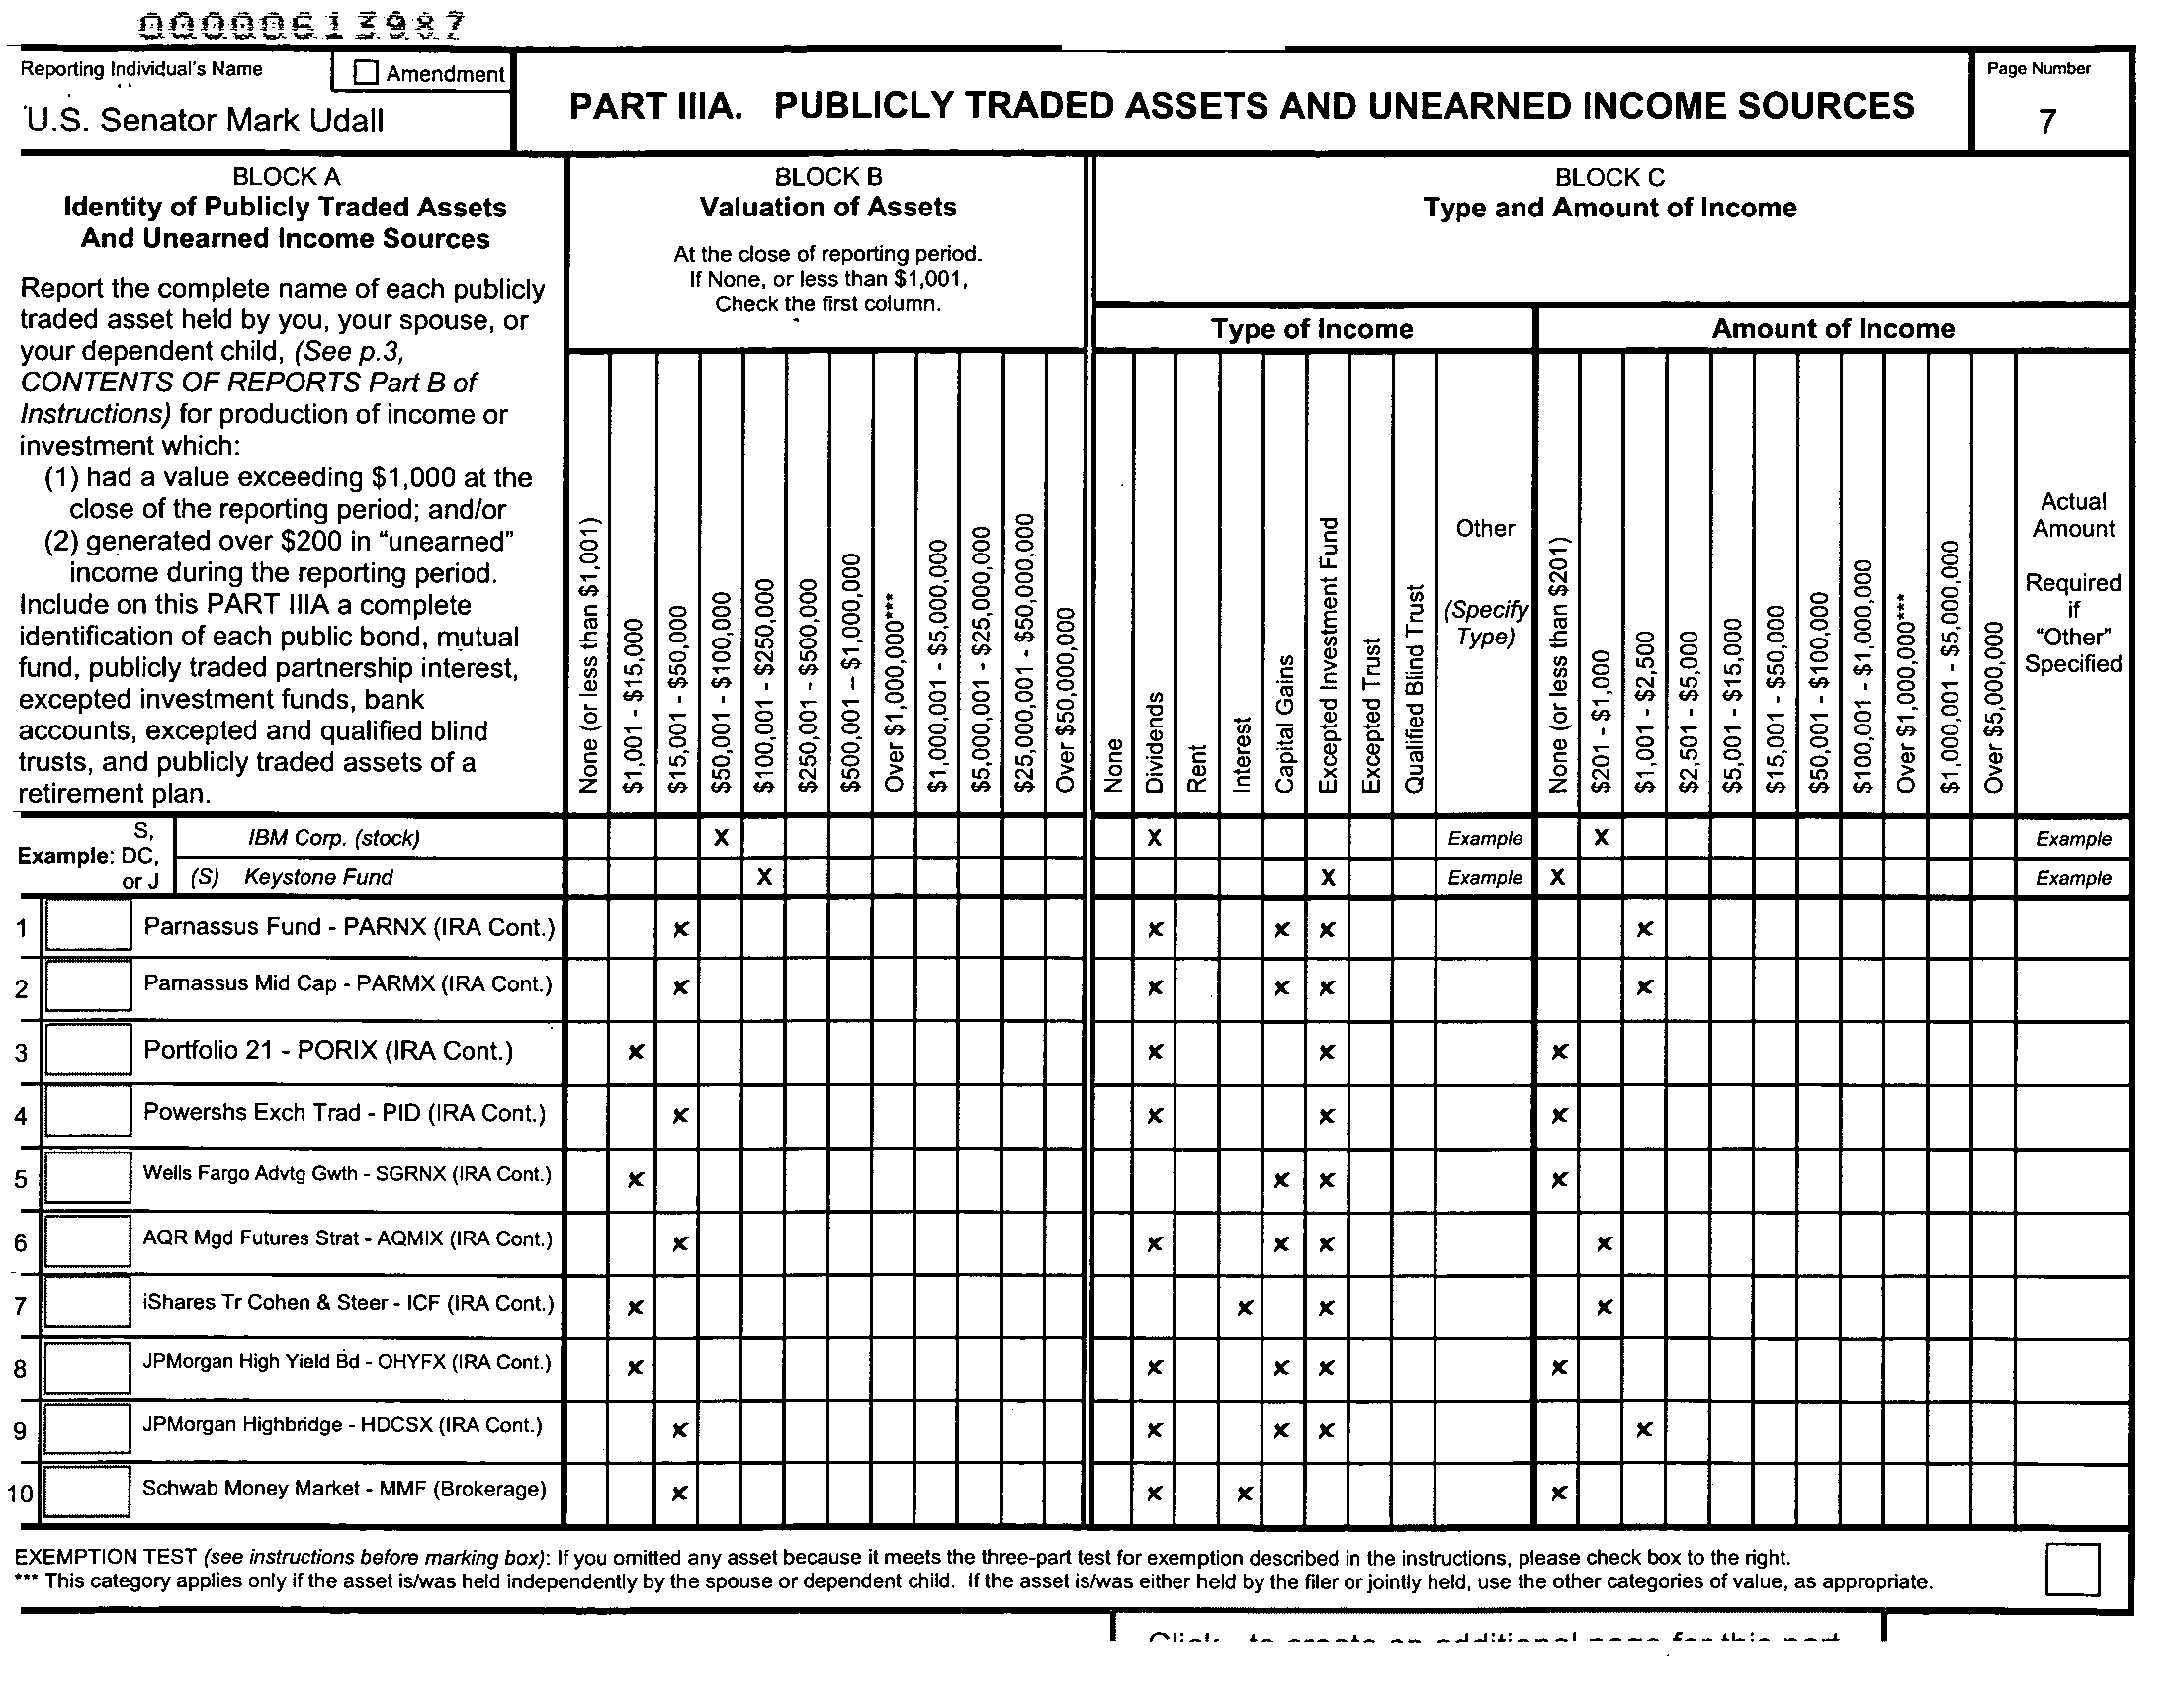 00000613987
Reporting Individual's Name
Amendment
U.S. Senator Mark Udall
PART IIIA. PUBLICLY TRADED ASSETS AND UNEARNED INCOME SOURCES
Page Number
7
BLOCK A
Identity of Publicly Traded Assets
And Unearned Income Sources
Report the complete name of each publicly
traded asset held by you, your spouse, or
your dependent child, (See p.3,
CONTENTS OF REPORTS Part B of
Instructions) for production of income or
investment which:
(1) had a value exceeding $1,000 at the
close of the reporting period; and/or
(2) generated over $200 in “unearned”
income during the reporting period.
Include on this PART IIIA a complete
identification of each public bond, mutual
fund, publicly traded partnership interest,
excepted investment funds, bank
accounts, excepted and qualified blind
trusts, and publicly traded assets of a
retirement plan.
BLOCK B
Valuation of Assets
At the close of reporting period.
If None, or less than $1,001,
Check the first column.
None (or less than $1,001)
$1,001 - $15,000
$15,001 - $50,000
$50,001 - $100,000
$100,001 - $250,000
$250,001 - $500,000
$500,001 – $1,000,000
Over $1,000,000***
$1,000,001 - $5,000,000
$5,000,001 - $25,000,000
$25,000,001 - $50,000,000
Over $50,000,000
BLOCK C
Type and Amount of Income
Type of Income
None
Dividends
Rent
Interest
Capital Gains
Excepted Investment Fund
Excepted Trust
Qualified Blind Trust
Other
(Specify
Type)
Amount of Income
None (or less than $201)
$201 - $1,000
$1,001 - $2,500
$2,501 - $5,000
$5,001 - $15,000
$15,001 - $50,000
$50,001 - $100,000
$100,001 - $1,000,000
Over $1,000,000***
$1,000,001 - $5,000,000
Over $5,000,000
Actual
Amount
Required
if
“Other”
Specified
Example: S,
DC,
or J
IBM Corp. (stock) X X Example X Example
(S) Keystone Fund X X Example X Example
1 Parnassus Fund - PARNX (IRA Cont.) x x x x x
2 Parnassus Mid Cap - PARMX (IRA Cont.) x x x x x
3 Portfolio 21 - PORIX (IRA Cont.) x x x x
4 Powershs Exch Trad - PID (IRA Cont.) x x x x
5 Wells Fargo Advtg Gwth - SGRNX (IRA Cont.) x x x x
6 AQR Mgd Futures Strat - AQMIX (IRA Cont.) x x x x x
7 iShares Tr Cohen & Steer - ICF (IRA Cont.) x x x x
8 JPMorgan High Yield Bd - OHYFX (IRA Cont.) x x x x x
9 JPMorgan Highbridge - HDCSX (IRA Cont.) x x x x x
10 Schwab Money Market - MMF (Brokerage) x x x x
EXEMPTION TEST (see instructions before marking box): If you omitted any asset because it meets the three-part test for exemption described in the instructions, please check box to the right.
*** This category applies only if the asset is/was held independently by the spouse or dependent child. If the asset is/was either held by the filer or jointly held, use the other categories of value, as appropriate.
to create an additional page for this part